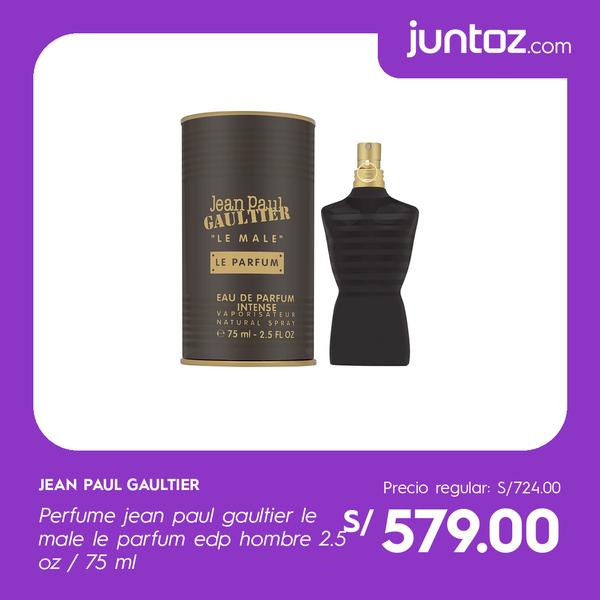 juntoz.com
Jean Paul
GAULTIER
"LE MALE"
LE PARFUM
EAU DE PARFUM
INTENSE
VAPORISATEUR
NATURAL SPRAY
℮ 75 ml - 2.5 FL OZ
JEAN PAUL GAULTIER
Perfume jean paul gaultier le
male le parfum edp hombre 2.5
oz / 75 ml
Precio regular: S/724.00
S/ 579.00